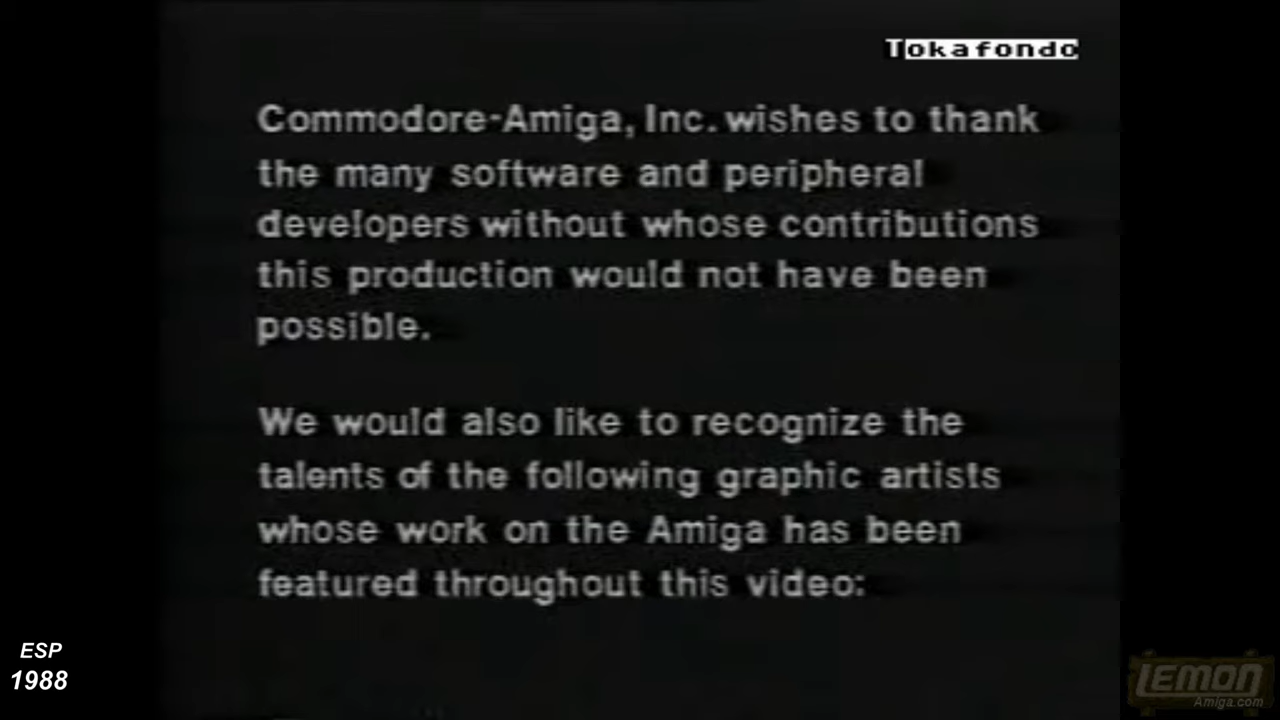 Tokafondo
Commodore-Amiga, Inc. wishes to thank
the many software and peripheral
developers without whose contributions
this production would not have been
possible.
We would also like to recognize the
talents of the following graphic artists
whose work on the Amiga has been
featured throughout this video:
ESP
1988
LEMON
Amiga.com